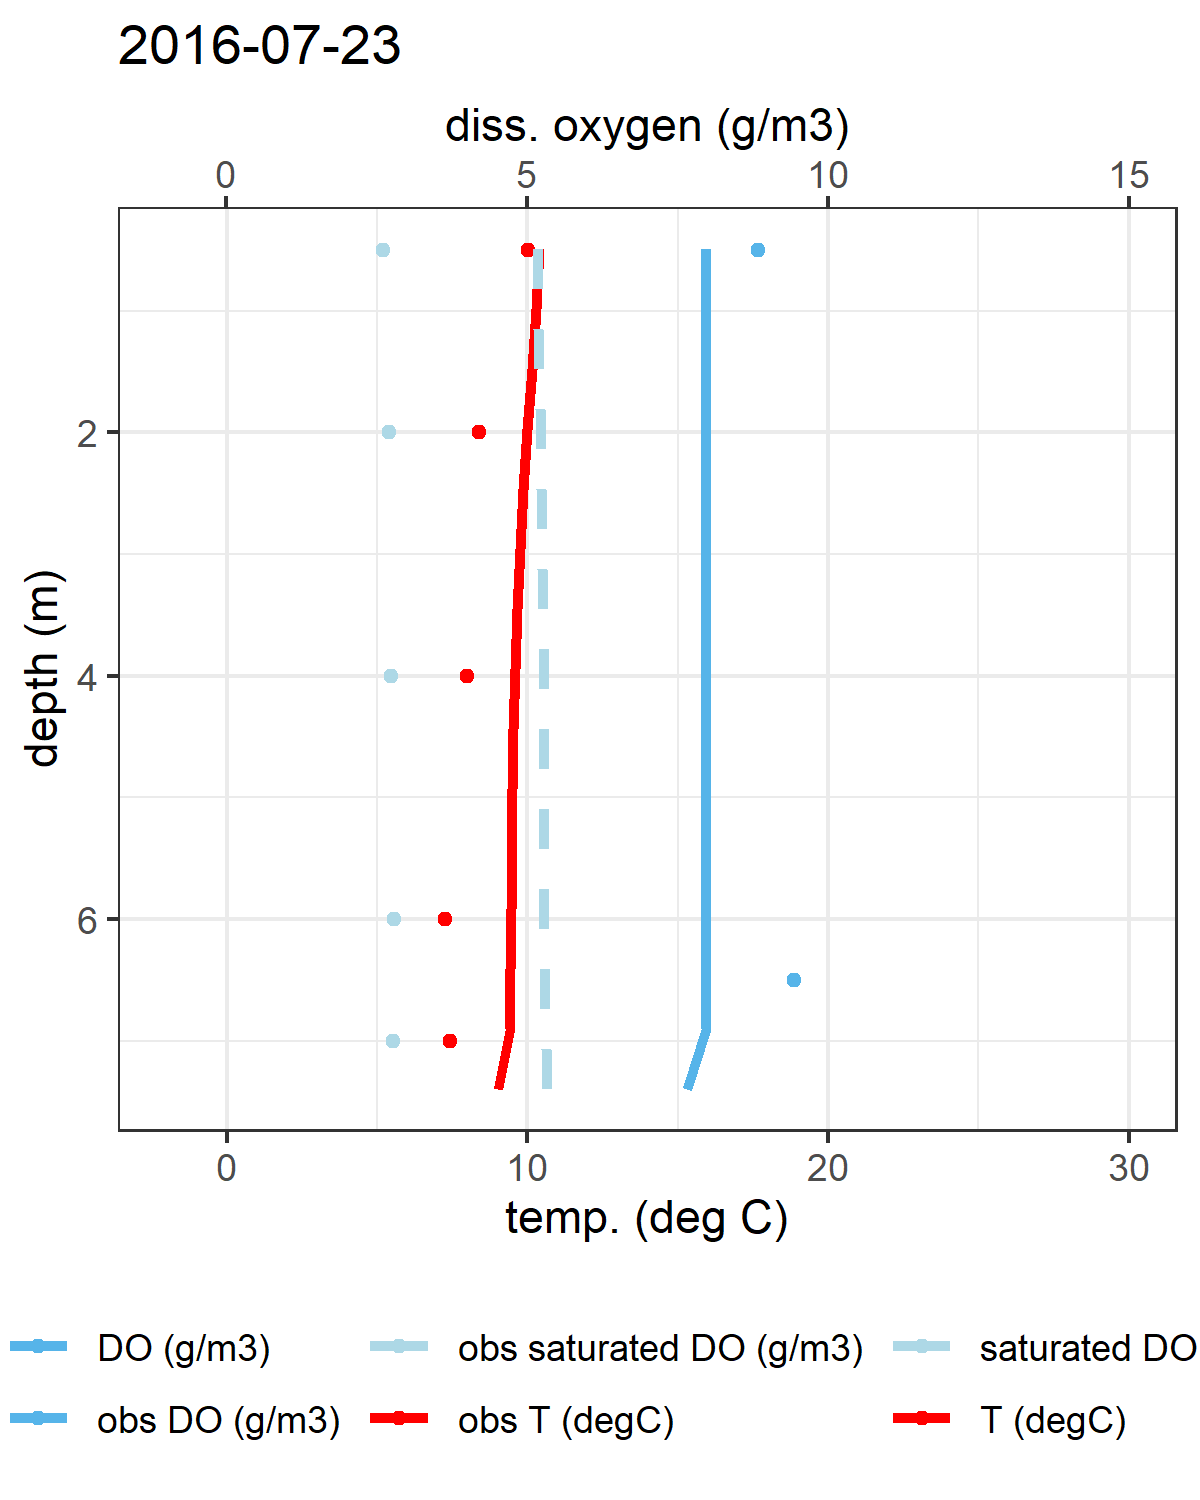 2016-07-23
diss. oxygen (g/m3)
0 5 10 15
depth (m)
2
4
6
0 10 20 30
temp. (deg C)
DO (g/m3) obs saturated DO (g/m3) saturated DO
obs DO (g/m3) obs T (degC) T (degC)